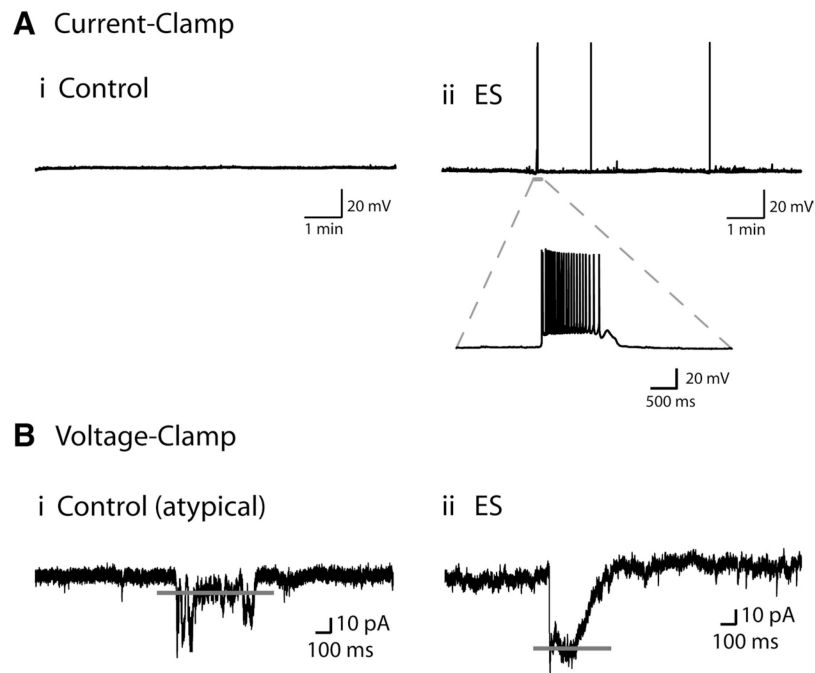 A Current-Clamp
i Control
ii ES
20 mV
1 min
20 mV
1 min
20 mV
500 ms
B Voltage-Clamp
i Control (atypical)
ii ES
10 pA
100 ms
10 pA
100 ms